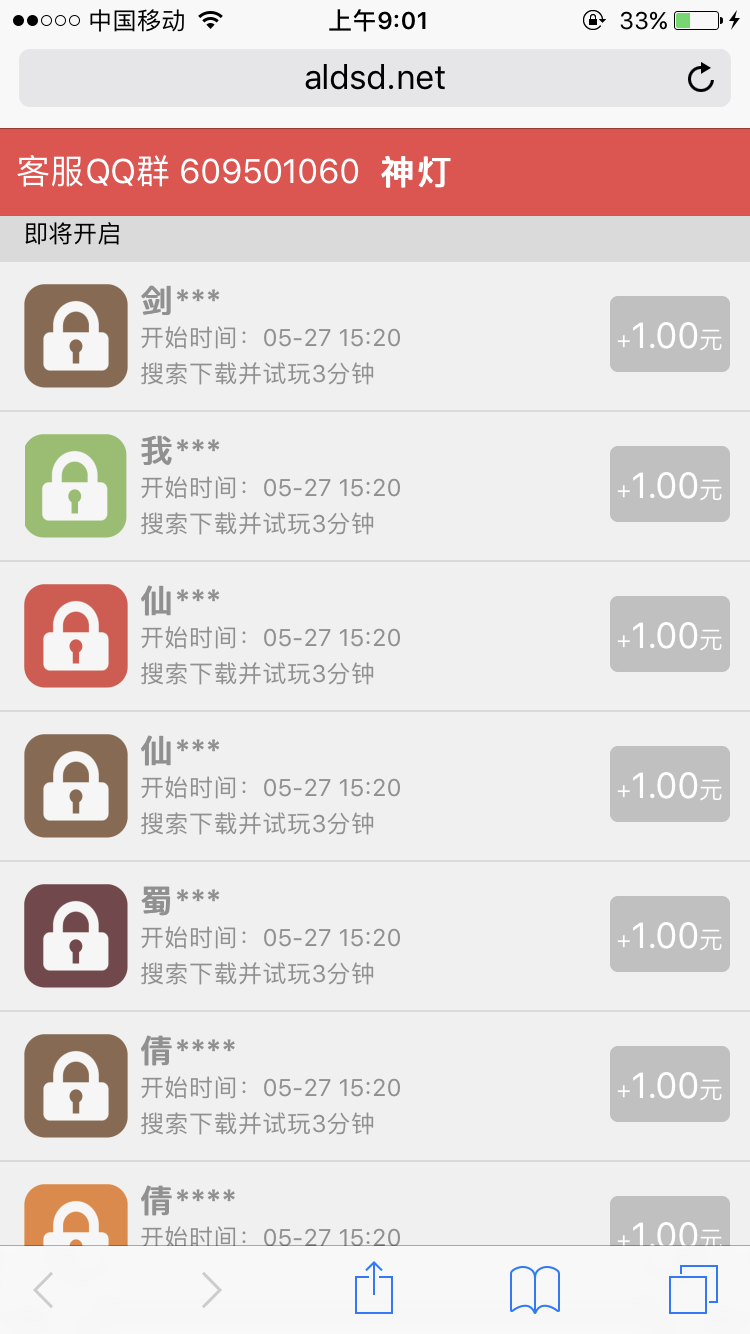 中国移动 上午9:01 33%
aldsd.net
客服QQ群 609501060 神灯
即将开启
剑***
开始时间：05-27 15:20
搜索下载并试玩3分钟
+1.00元
我***
开始时间：05-27 15:20
搜索下载并试玩3分钟
+1.00元
仙***
开始时间：05-27 15:20
搜索下载并试玩3分钟
+1.00元
仙***
开始时间：05-27 15:20
搜索下载并试玩3分钟
+1.00元
蜀***
开始时间：05-27 15:20
搜索下载并试玩3分钟
+1.00元
倩****
开始时间：05-27 15:20
搜索下载并试玩3分钟
+1.00元
倩****
开始时间：05-27 15:20
+1.00元